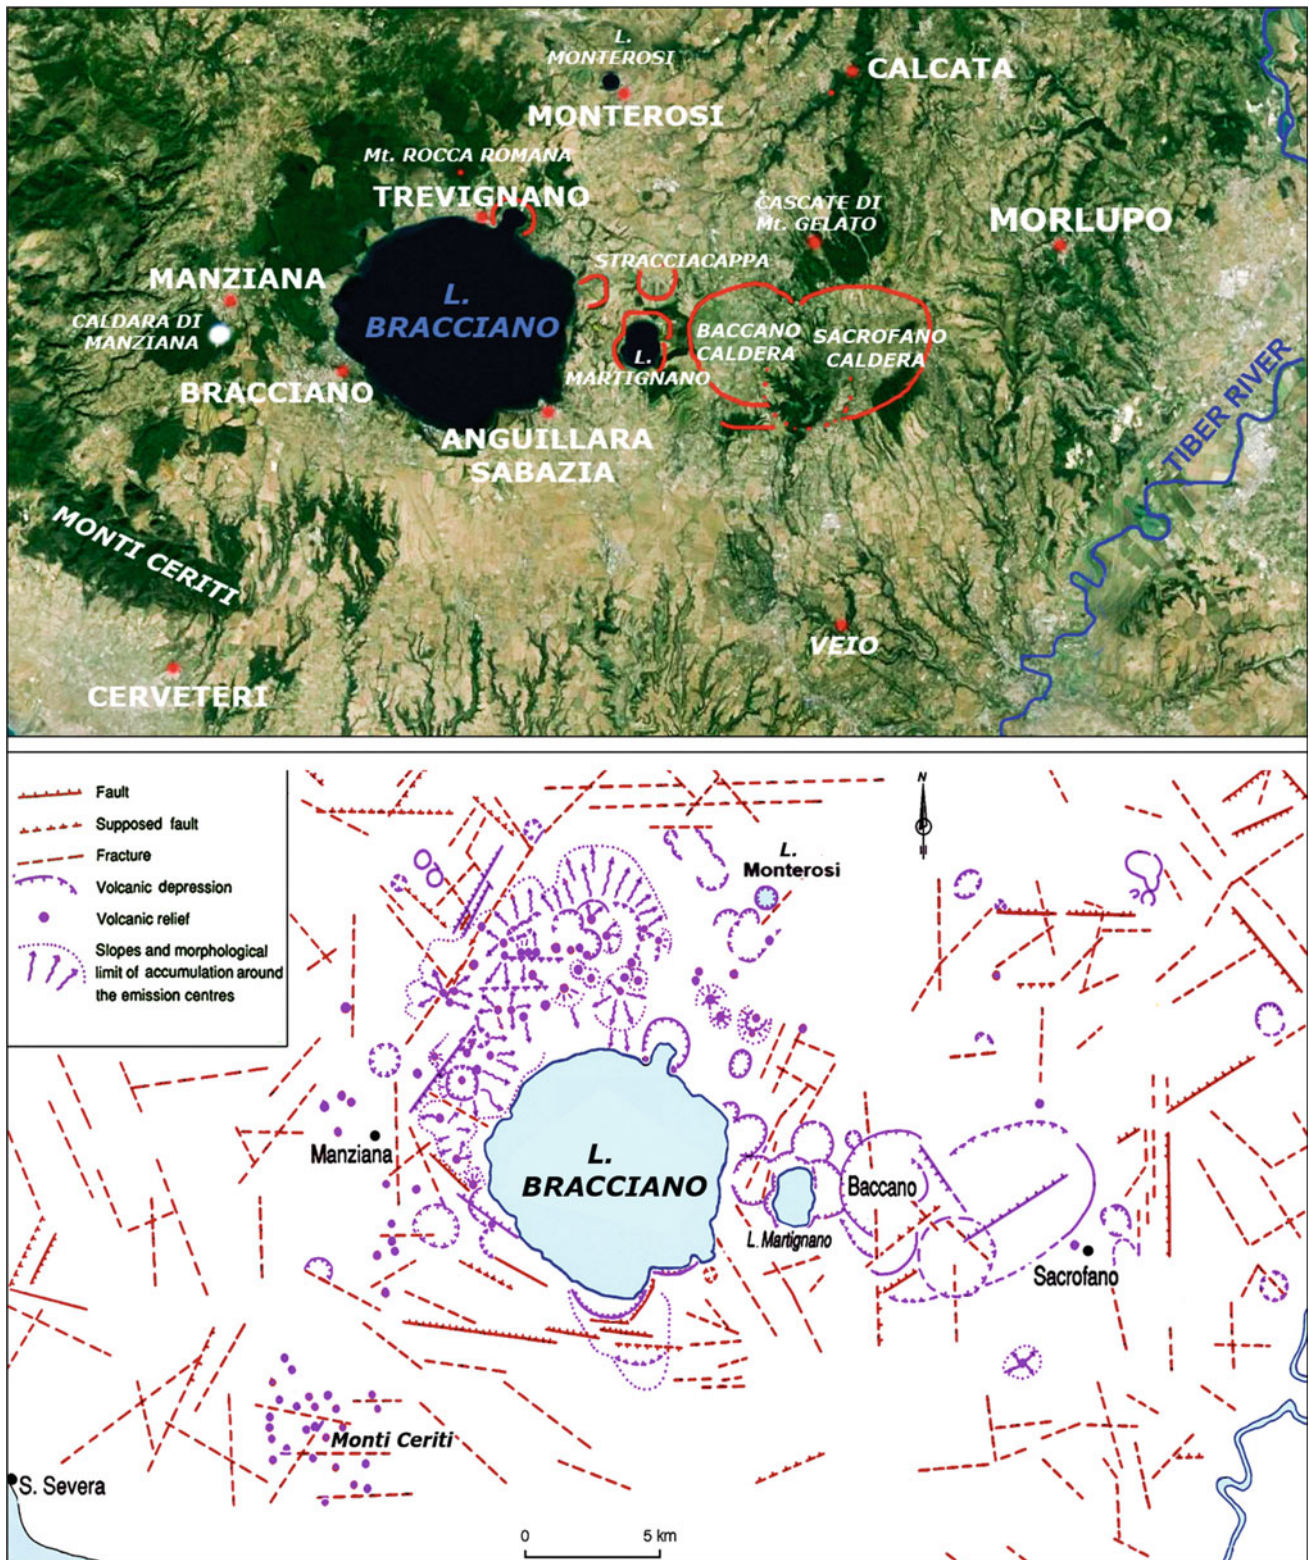 L.
MONTEROSI
CALCATA
MONTEROSI
Mt. ROCCA ROMANA
TREVIGNANO
CASCATE DI
Mt. GELATO
MORLUPO
STRACCIACAPPA
MANZIANA
L.
BRACCIANO
CALDARA DI
MANZIANA
BACCANO
CALDERA
SACROFANO
CALDERA
L.
MARTIGNANO
BRACCIANO
ANGUILLARA
SABAZIA
TIBER RIVER
MONTI CERITI
VEIO
CERVETERI
Fault
Supposed fault
Fracture
Volcanic depression
Volcanic relief
Slopes and morphological
limit of accumulation around
the emission centres
N
L.
Monterosi
Manziana
L.
BRACCIANO
Baccano
L. Martignano
Sacrofano
Monti Ceriti
S. Severa
0 5 km